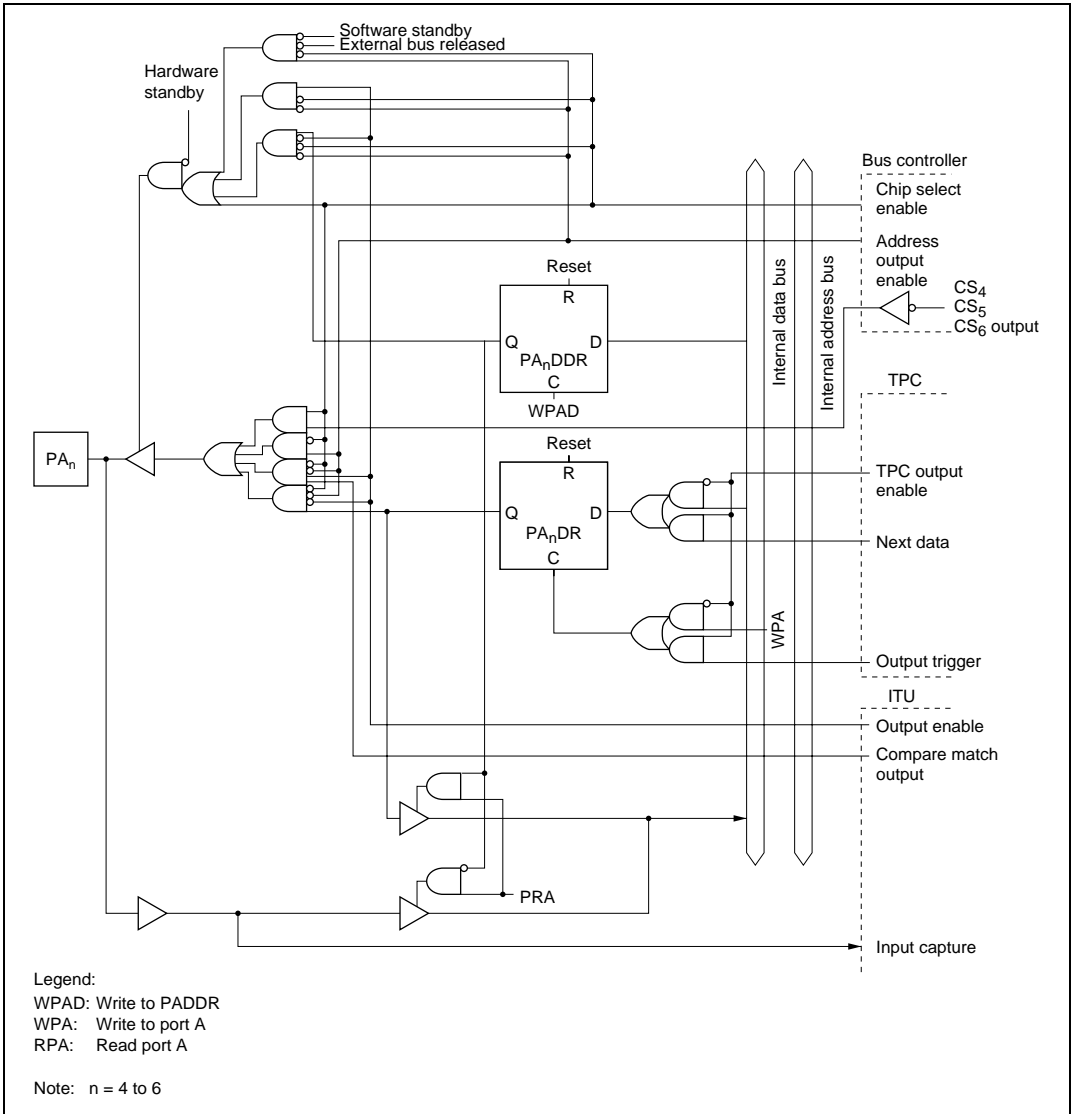 Software standby
External bus released
Hardware
standby
Bus controller
Chip select
enable
Address
output
enable
CS4
CS5
CS6 output
Internal data bus
Internal address bus
Reset
R
Q
D
PAnDDR
C
WPAD
TPC
Reset
R
Q
D
PAnDR
C
TPC output
enable
Next data
WPA
Output trigger
PAn
ITU
Output enable
Compare match
output
PRA
Input capture
Legend:
WPAD: Write to PADDR
WPA: Write to port A
RPA: Read port A
Note: n = 4 to 6